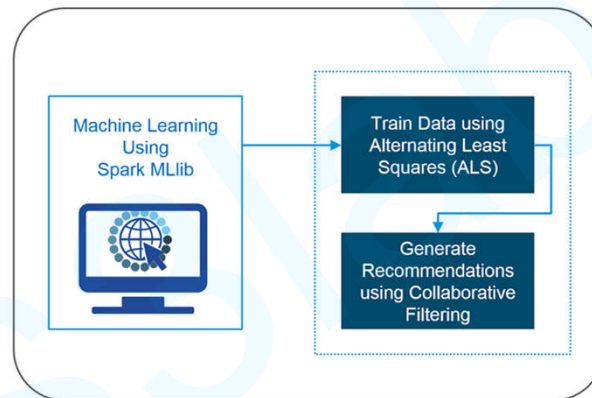 Machine Learning
Using
Spark MLlib
Train Data using
Alternating Least
Squares (ALS)
Generate
Recommendations
using Collaborative
Filtering